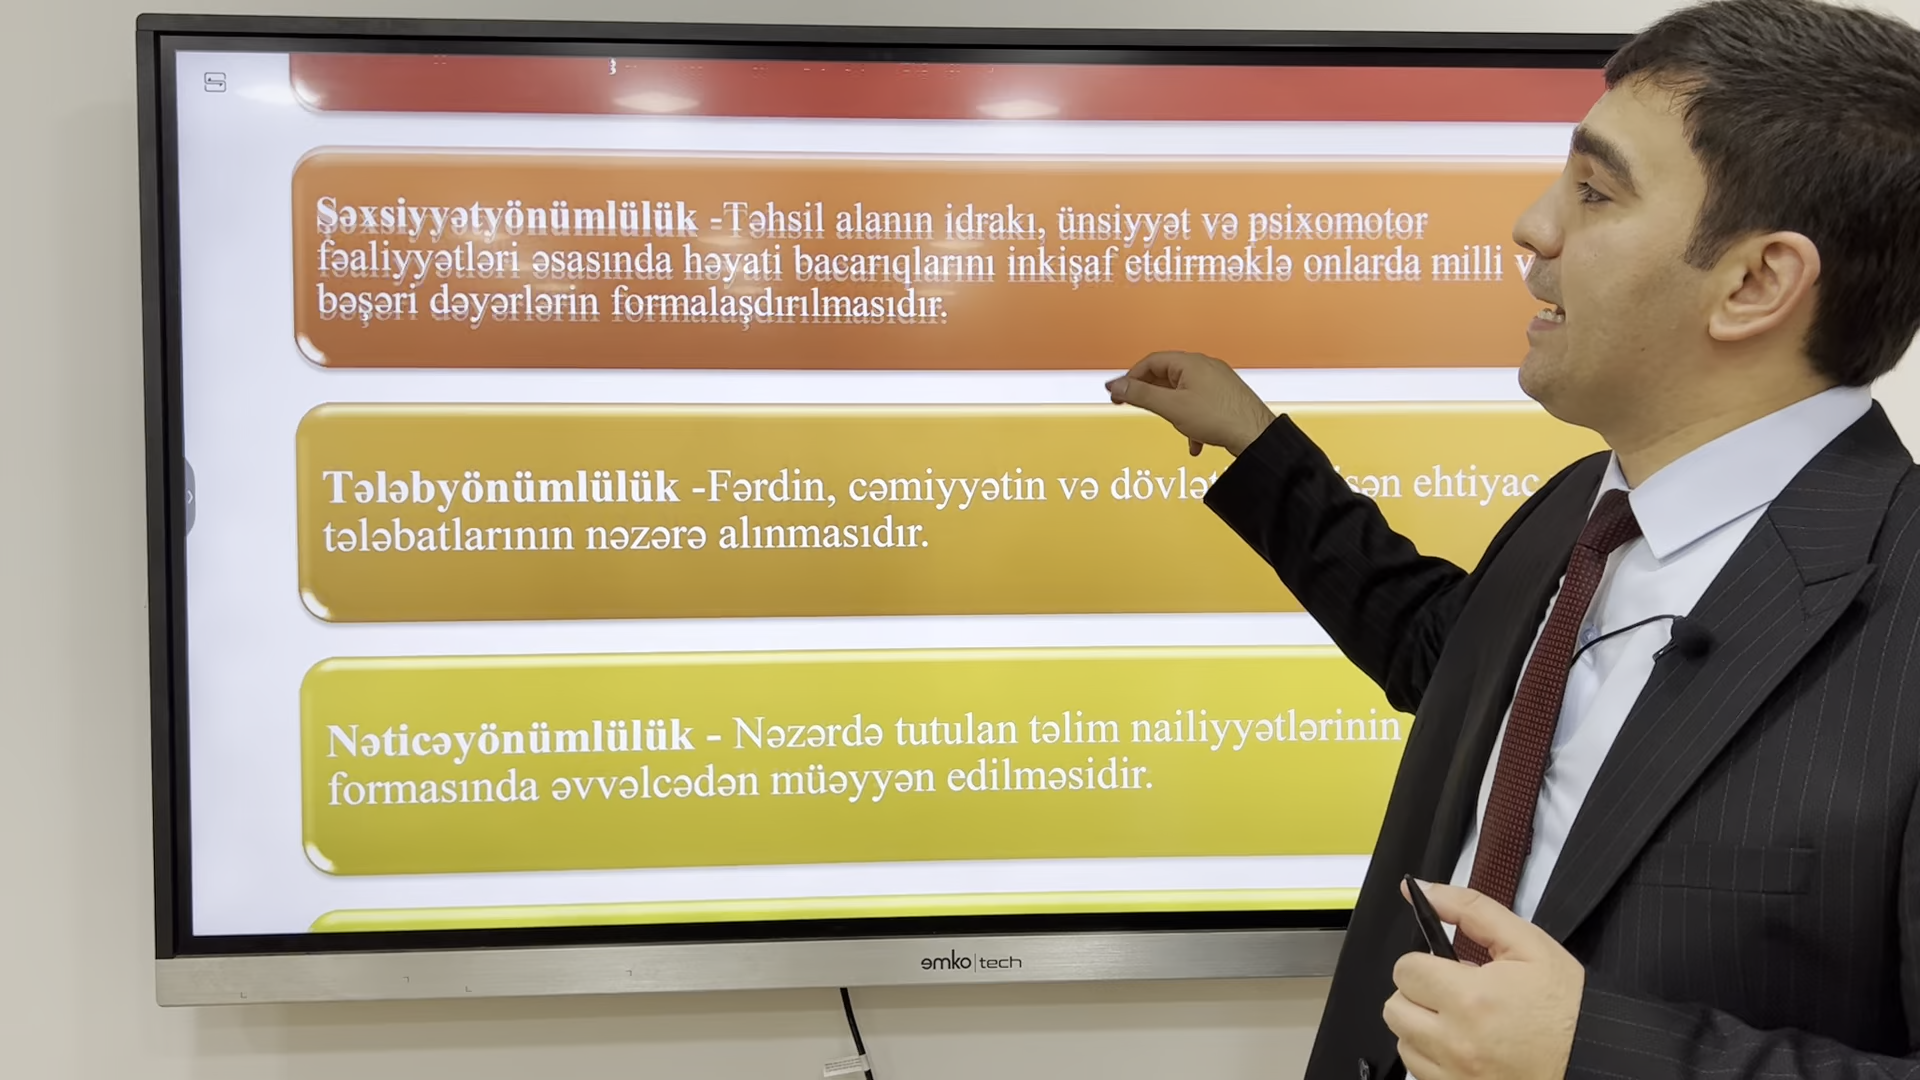 Şəxsiyyətyönümlülük -Təhsil alanın idrakı, ünsiyyət və psixomotor
fəaliyyətləri əsasında həyati bacarıqlarını inkişaf etdirməklə onlarda milli
bəşəri dəyərlərin formalaşdırılmasıdır.
Tələbyönümlülük -Fərdin, cəmiyyətin və ehtiyac
tələbatlarının nəzərə alınmasıdır.
Nəticəyönümlülük - Nəzərdə tutulan təlim nailiyyətlərinin
formasında əvvəlcədən müəyyən edilməsidir.
emko|tech